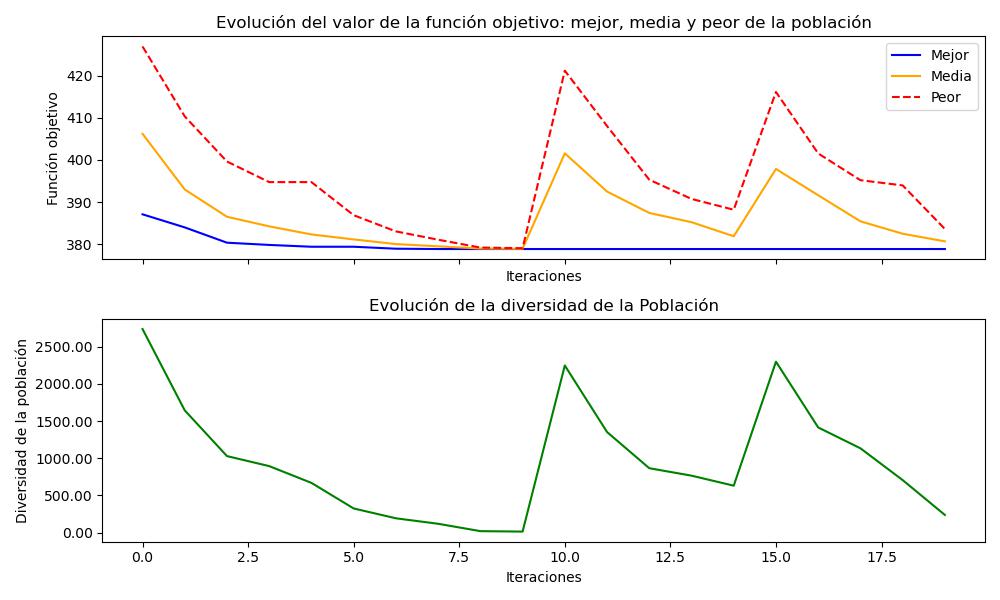 Evolución del valor de la función objetivo: mejor, media y peor de la población
Función objetivo
420
410
400
390
380
Mejor
Media
Peor
Iteraciones
Evolución de la diversidad de la Población
Diversidad de la población
2500.00
2000.00
1500.00
1000.00
500.00
0.00
0.0 2.5 5.0 7.5 10.0 12.5 15.0 17.5
Iteraciones